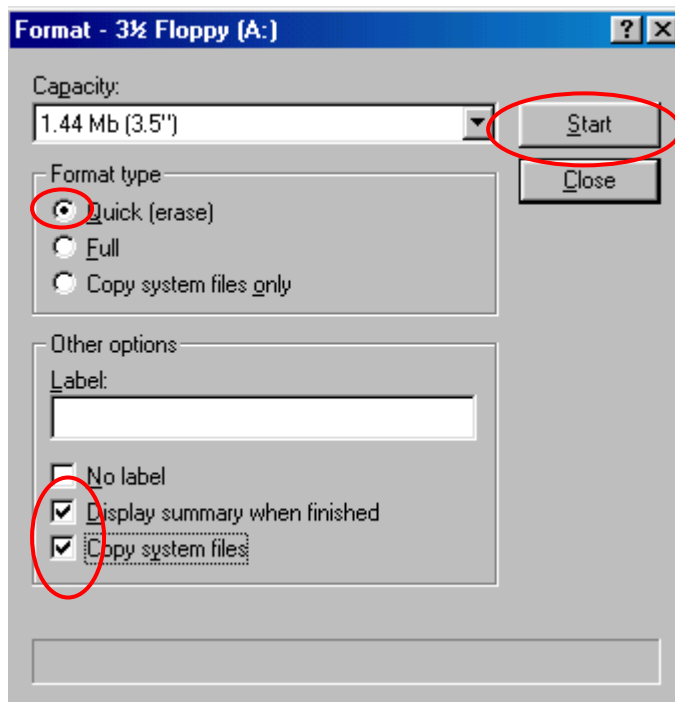 Format - 3½ Floppy (A:)
Capacity:
1.44 Mb (3.5")
Start
Close
Format type
Quick (erase)
Full
Copy system files only
Other options
Label:
No label
Display summary when finished
Copy system files